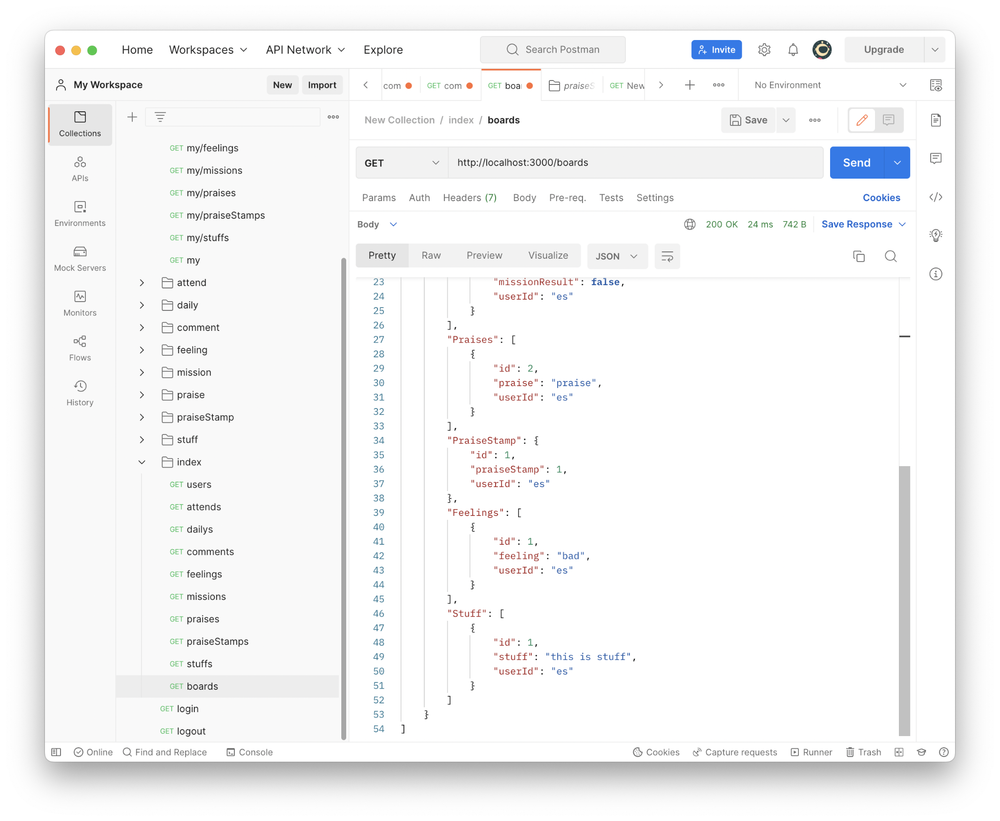 Home Workspaces API Network Explore Search Postman Invite Upgrade
My Workspace New Import
com GET com GET boa praiseS GET New No Environment
Collections
APIs
Environments
Mock Servers
Monitors
Flows
History
GET my/feelings
GET my/missions
GET my/praises
GET my/praiseStamps
GET my/stuffs
GET my
attend
daily
comment
feeling
mission
praise
praiseStamp
stuff
index
GET users
GET attends
GET dailys
GET comments
GET feelings
GET missions
GET praises
GET praiseStamps
GET stuffs
GET boards
GET login
GET logout
New Collection / index / boards Save
GET http://localhost:3000/boards Send
Params Auth Headers (7) Body Pre-req. Tests Settings Cookies
Body 200 OK 24 ms 742 B Save Response
Pretty Raw Preview Visualize JSON
23 "missionResult": false,
24 "userId": "es"
25 }
26 ],
27 "Praises": [
28 {
29 "id": 2,
30 "praise": "praise",
31 "userId": "es"
32 }
33 ],
34 "PraiseStamp": {
35 "id": 1,
36 "praiseStamp": 1,
37 "userId": "es"
38 },
39 "Feelings": [
40 {
41 "id": 1,
42 "feeling": "bad",
43 "userId": "es"
44 }
45 ],
46 "Stuff": [
47 {
48 "id": 1,
49 "stuff": "this is stuff",
50 "userId": "es"
51 }
52 ]
53 }
54 ]
Online Find and Replace Console Cookies Capture requests Runner Trash